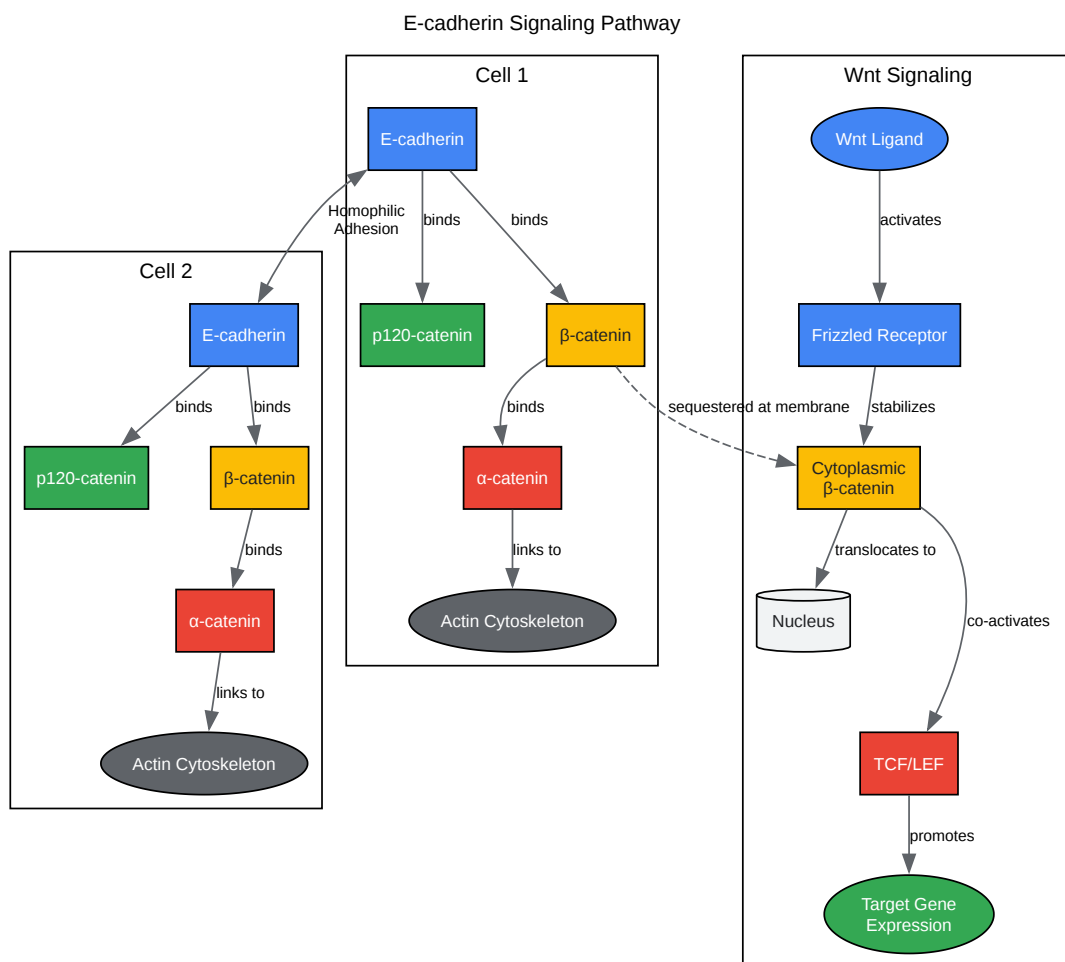 E-cadherin Signaling Pathway
Cell 1
Wnt Signaling
E-cadherin
Wnt Ligand
Homophilic
Adhesion
binds
binds
activates
Cell 2
E-cadherin
p120-catenin
β-catenin
Frizzled Receptor
binds
binds
binds
sequestered at membrane
stabilizes
p120-catenin
β-catenin
α-catenin
Cytoplasmic
β-catenin
binds
links to
translocates to
α-catenin
Actin Cytoskeleton
Nucleus
co-activates
links to
Actin Cytoskeleton
TCF/LEF
promotes
Target Gene
Expression